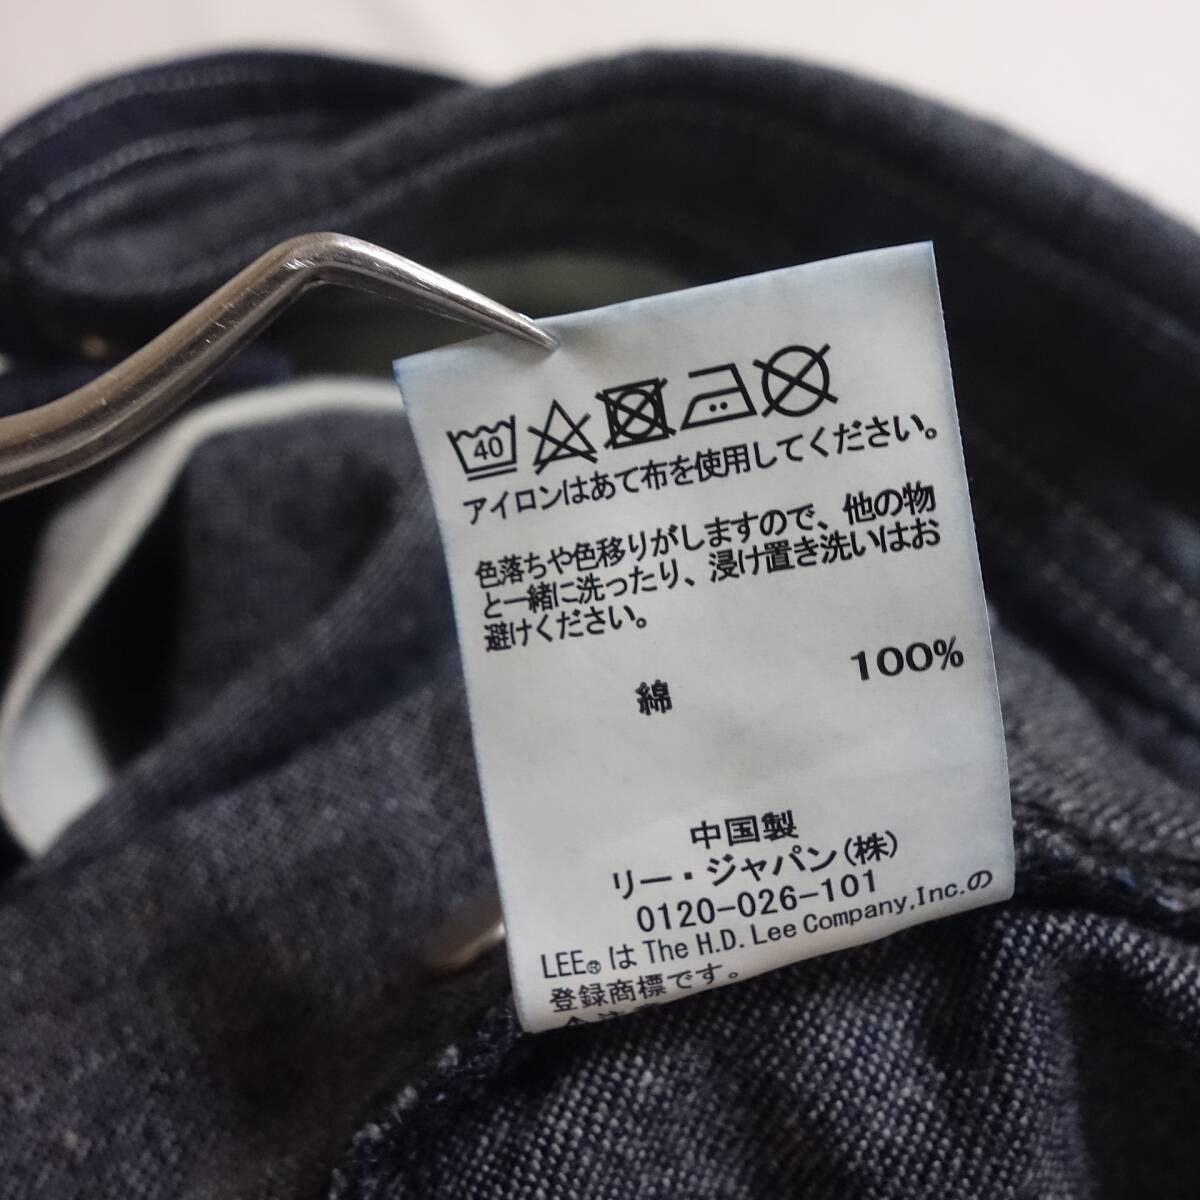 40
アイロンはあて布を使用してください。
色落ちや色移りがしますので、他の物
と一緒に洗ったり、浸け置き洗いはお
避けください。
綿 100%
中国製
リー・ジャパン(株)
0120-026-101
LEE®はThe H.D. Lee Company,Inc.の
登録商標です。